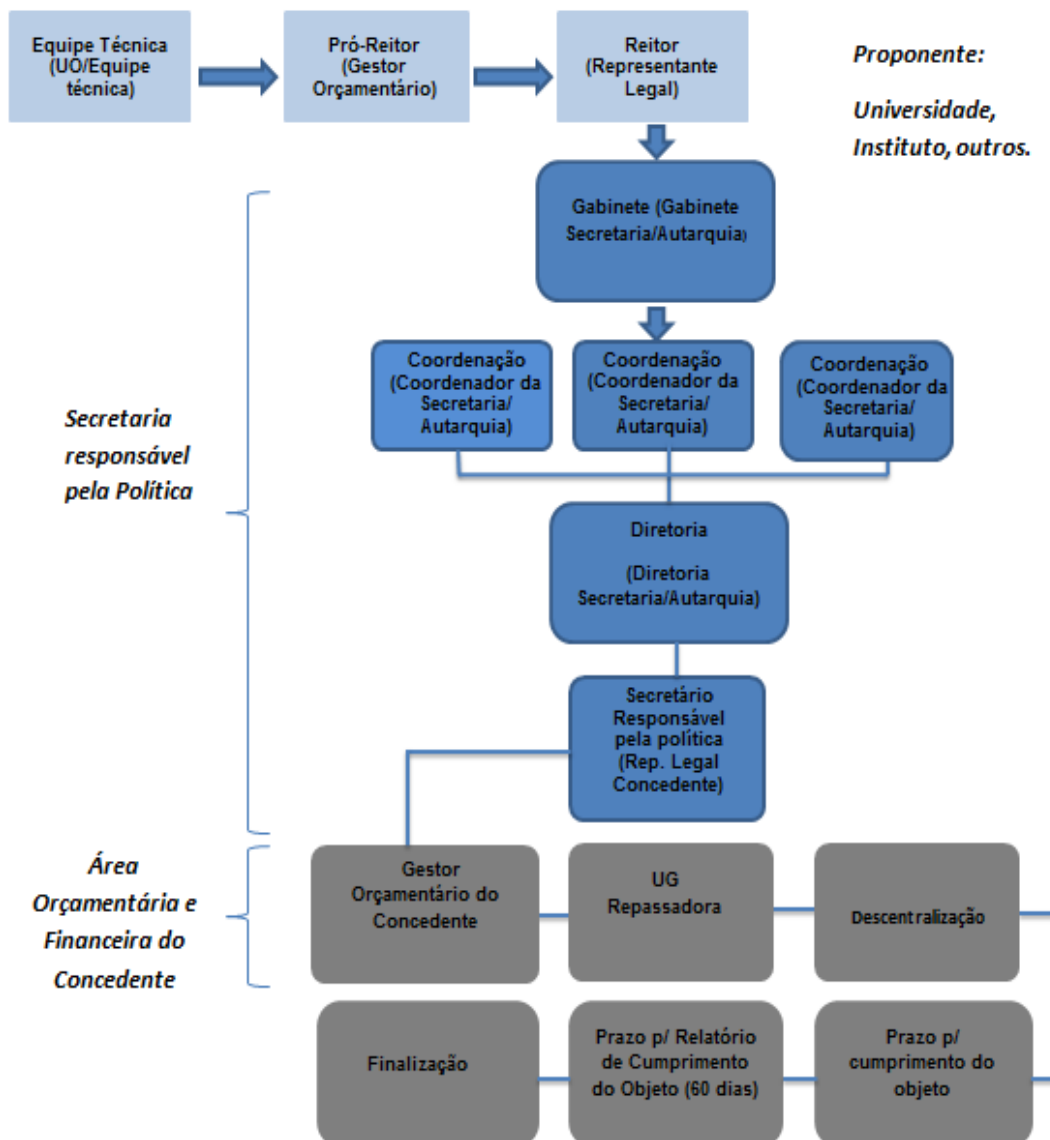 Equipe Técnica
(UO/Equipe
técnica)
Pró-Reitor
(Gestor
Orçamentário)
Reitor
(Representante
Legal)
Proponente:
Universidade,
Instituto, outros.
Gabinete (Gabinete
Secretaria/Autarquia)
Coordenação
(Coordenador da
Secretaria/
Autarquia)
Coordenação
(Coordenador da
Secretaria/
Autarquia)
Coordenação
(Coordenador da
Secretaria/
Autarquia)
Secretaria
responsável
pela Política
Diretoria
(Diretoria
Secretaria/Autarquia)
Secretário
Responsável
pela política
(Rep. Legal
Concedente)
Área
Orçamentária e
Financeira do
Concedente
Gestor
Orçamentário do
Concedente
UG
Repassadora
Descentralização
Finalização
Prazo p/ Relatório
de Cumprimento
do Objeto (60 dias)
Prazo p/
cumprimento do
objeto